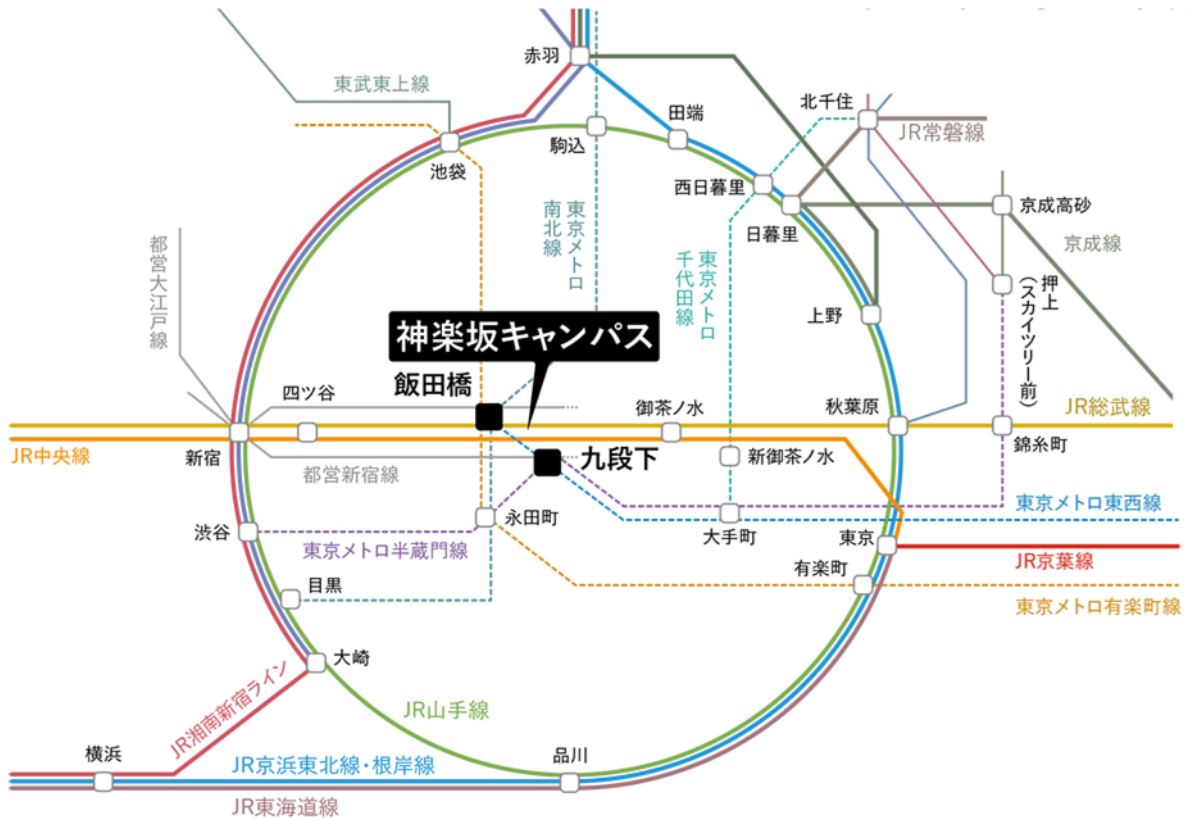 赤羽
東武東上線
田端
北千住
JR常磐線
駒込
池袋
西日暮里
日暮里
京成高砂
京成線
東京メトロ
南北線
東京メトロ
千代田線
都営大江戸線
押上
(スカイツリー前)
上野
神楽坂キャンパス
飯田橋
四ツ谷
御茶ノ水
秋葉原
JR総武線
JR中央線
新宿
都営新宿線
九段下
新御茶ノ水
錦糸町
渋谷
東京メトロ半蔵門線
永田町
大手町
東京メトロ東西線
東京
JR京葉線
目黒
有楽町
東京メトロ有楽町線
大崎
JR湘南新宿ライン
JR山手線
横浜
品川
JR京浜東北線・根岸線
JR東海道線